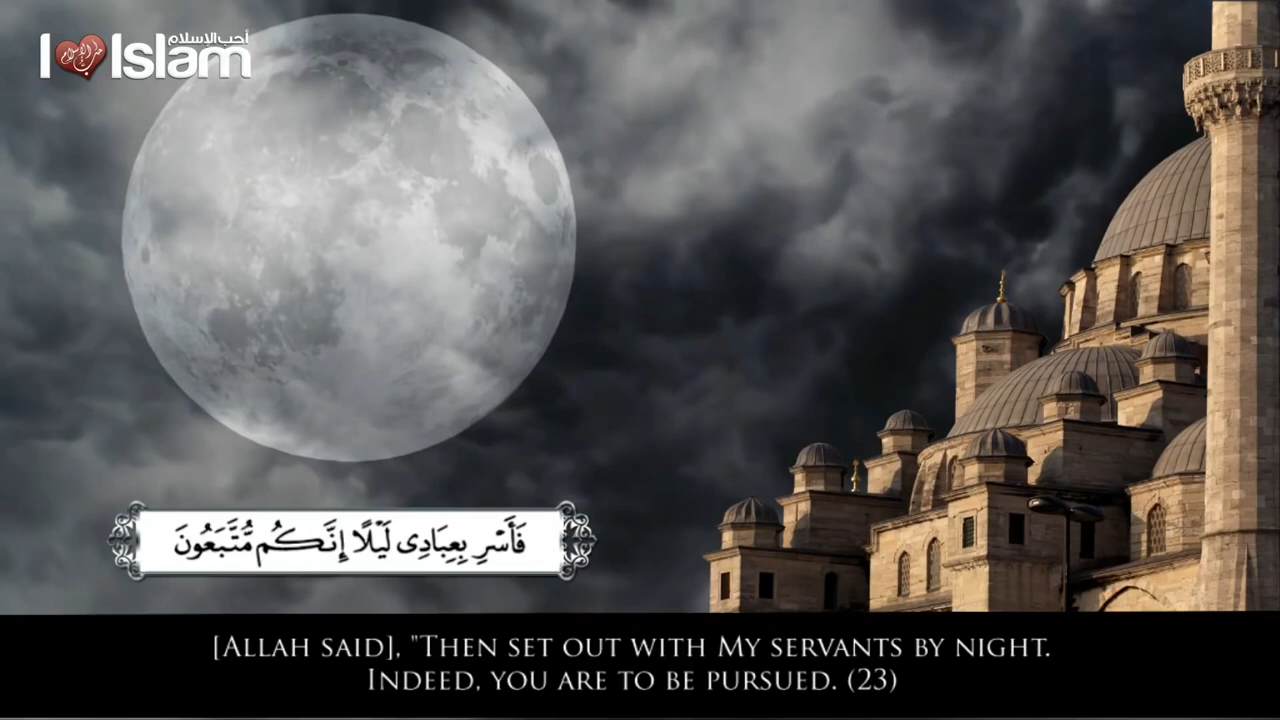 I Islam
أحب الإسلام
فَأَسْرِ بِعِبَادِى لَيْلًا إِنَّكُم مُّتَّبَعُونَ
[Allah said], "Then set out with My servants by night.
Indeed, you are to be pursued. (23)